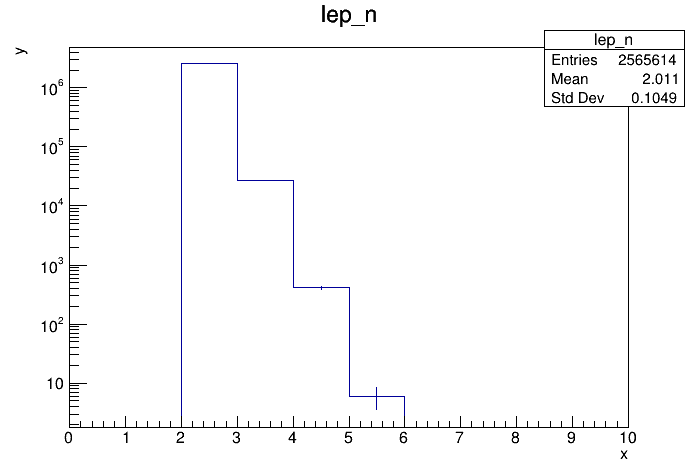 lep_n
y
lep_n
Entries 2565614
Mean 2.011
Std Dev 0.1049
10^6
10^5
10^4
10^3
10^2
10
0 1 2 3 4 5 6 7 8 9 10
x